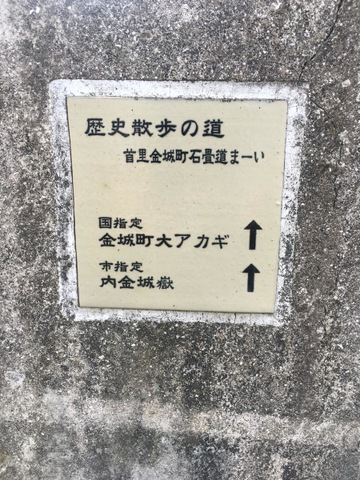 歴史散歩の道
首里金城町石畳道まーい
国指定
金城町大アカギ ↑
市指定
内金城嶽 ↑